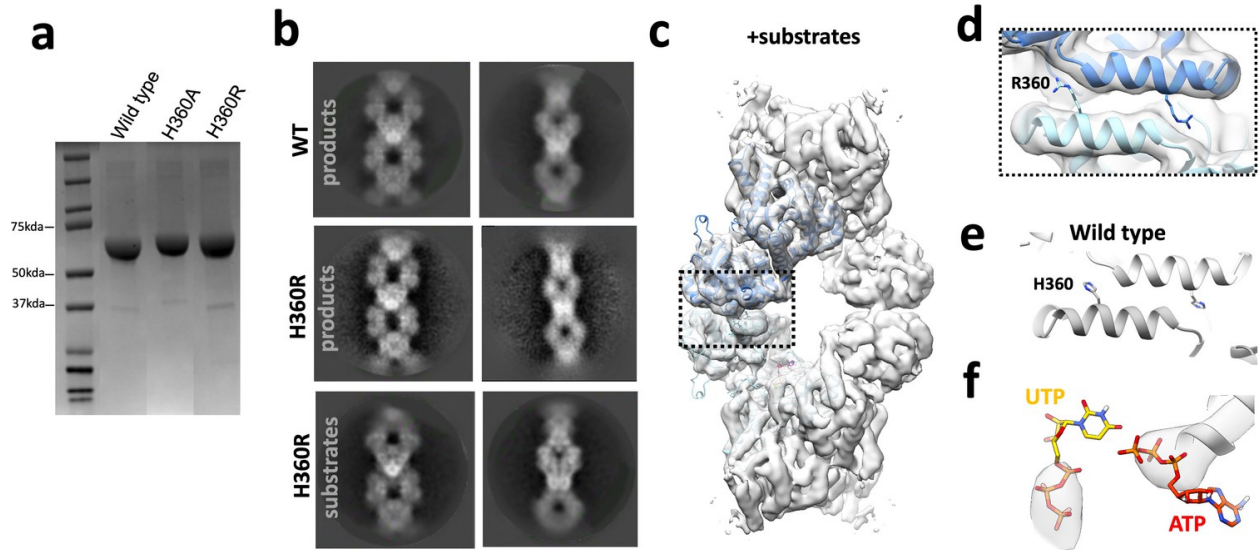 a
Wild type
H360A
H360R
75kda
50kda
37kda
b
WT
products
H360R
products
H360R
substrates
c
+substrates
d
R360
e
Wild type
H360
f
UTP
ATP